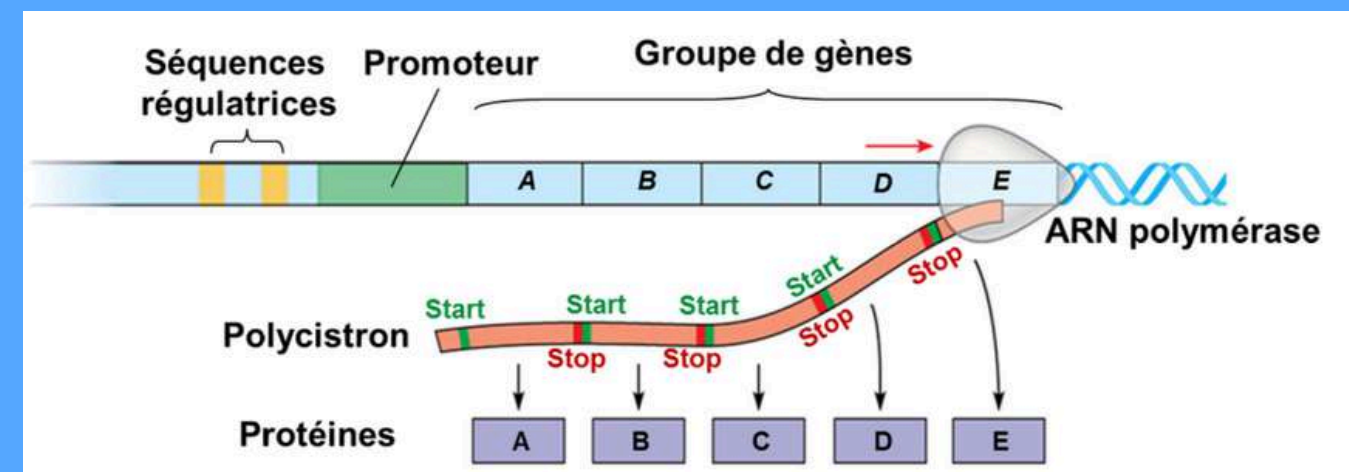 Séquences
régulatrices
Promoteur
Groupe de gènes
A B C D E
ARN polymérase
Start Start Start Start
Polycistron
Stop Stop Stop Stop
Protéines
A B C D E